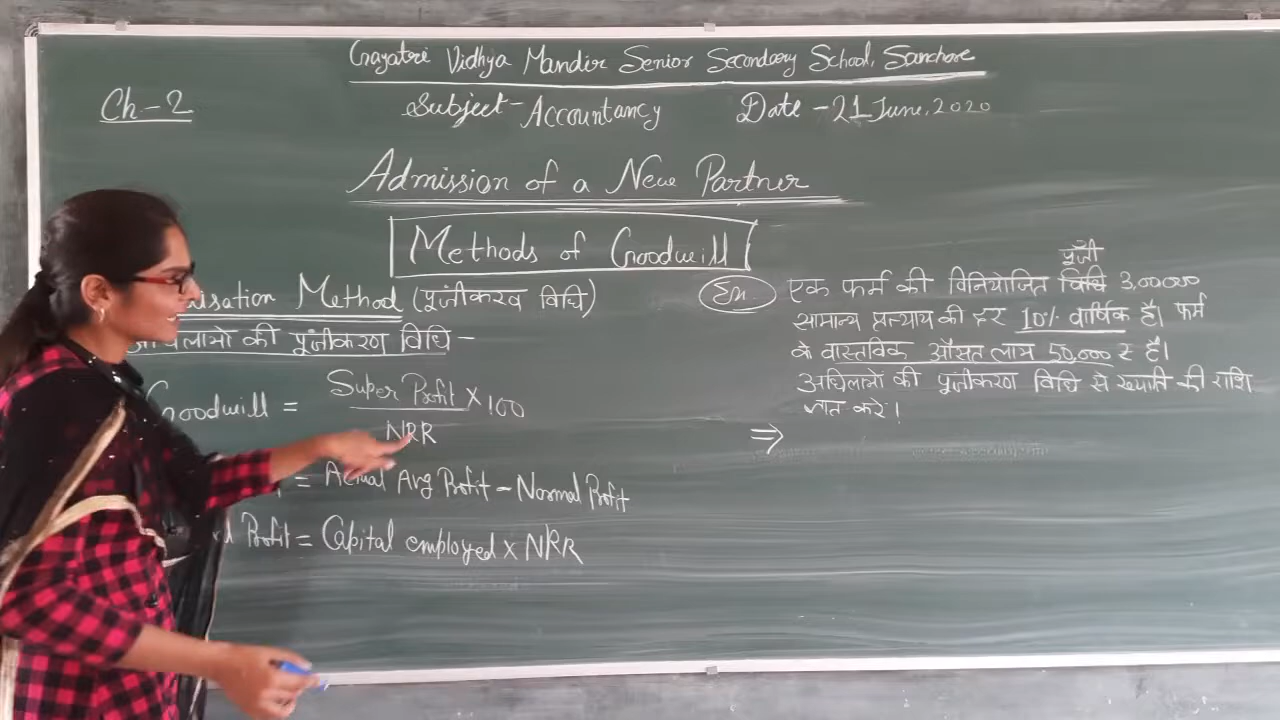 Gayatri Vidhya Mandir Senior Secondary School, Sanchore
Ch-2
Subject-Accountancy Date -21 June, 2020
Admission of a New Partner
Methods of Goodwill
isation Method (पूंजीकरण विधि)
की पूंजीकरण विधि -
Goodwill = Super Profit × 100
NRR
= Actual Avg Profit - Normal Profit
Profit = Capital employed × NRR
पूँजी
Ex. एक फर्म की विनियोजित विधि 3,00000
सामान्य प्रत्याय की दर 10% वार्षिक है। फर्म
के वास्तविक औसत लाभ 50,000 ₹ है।
अधिलाभों की पूंजीकरण विधि से ख्याति की राशि
ज्ञात करें।
⇒